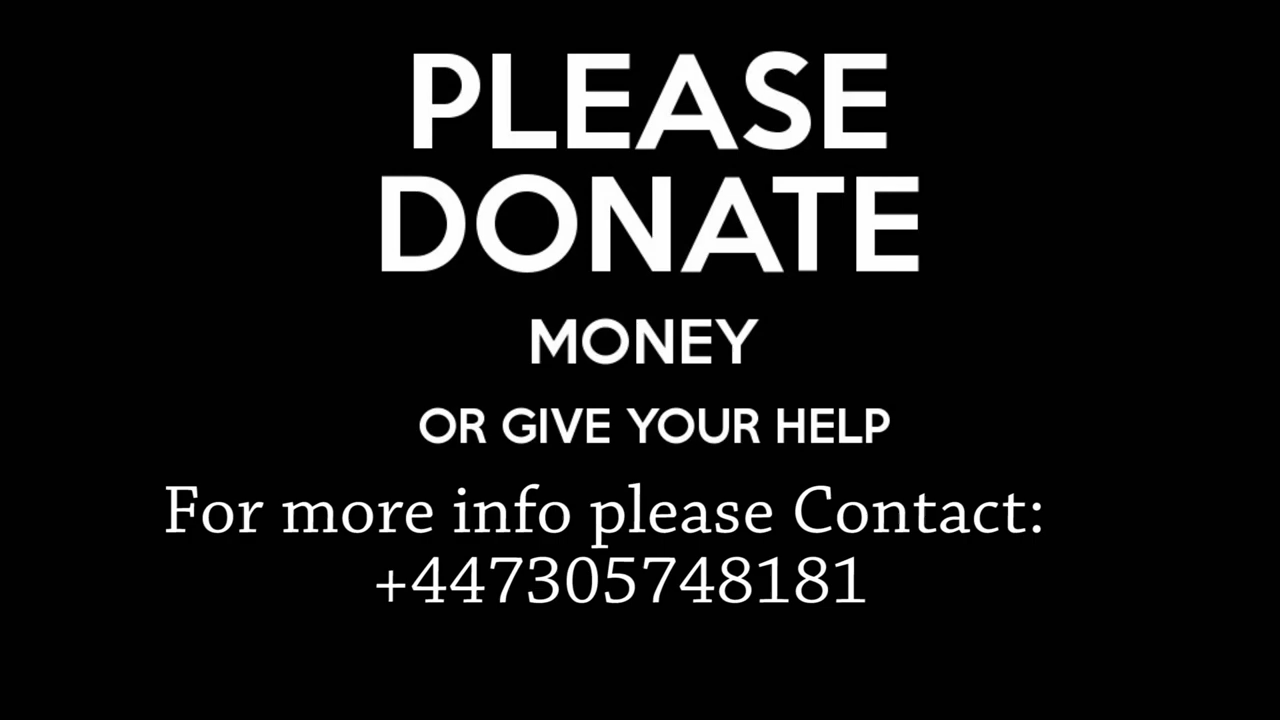 PLEASE
DONATE
MONEY
OR GIVE YOUR HELP
For more info please Contact:
+447305748181